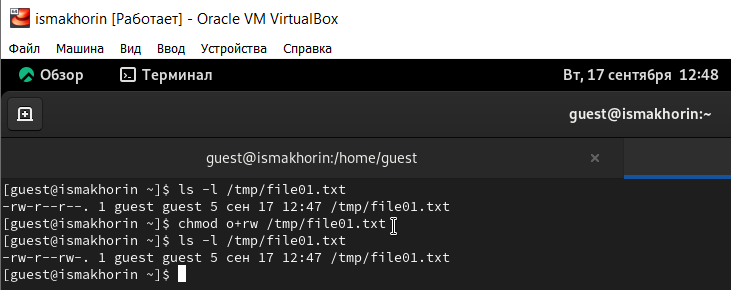 ismakhorin [Работает] - Oracle VM VirtualBox
Файл Машина Вид Ввод Устройства Справка
Обзор Терминал Вт, 17 сентября 12:48
guest@ismakhorin:~
guest@ismakhorin:/home/guest ×
[guest@ismakhorin ~]$ ls -l /tmp/file01.txt
-rw-r--r--. 1 guest guest 5 сен 17 12:47 /tmp/file01.txt
[guest@ismakhorin ~]$ chmod o+rw /tmp/file01.txt
[guest@ismakhorin ~]$ ls -l /tmp/file01.txt
-rw-r--rw-. 1 guest guest 5 сен 17 12:47 /tmp/file01.txt
[guest@ismakhorin ~]$